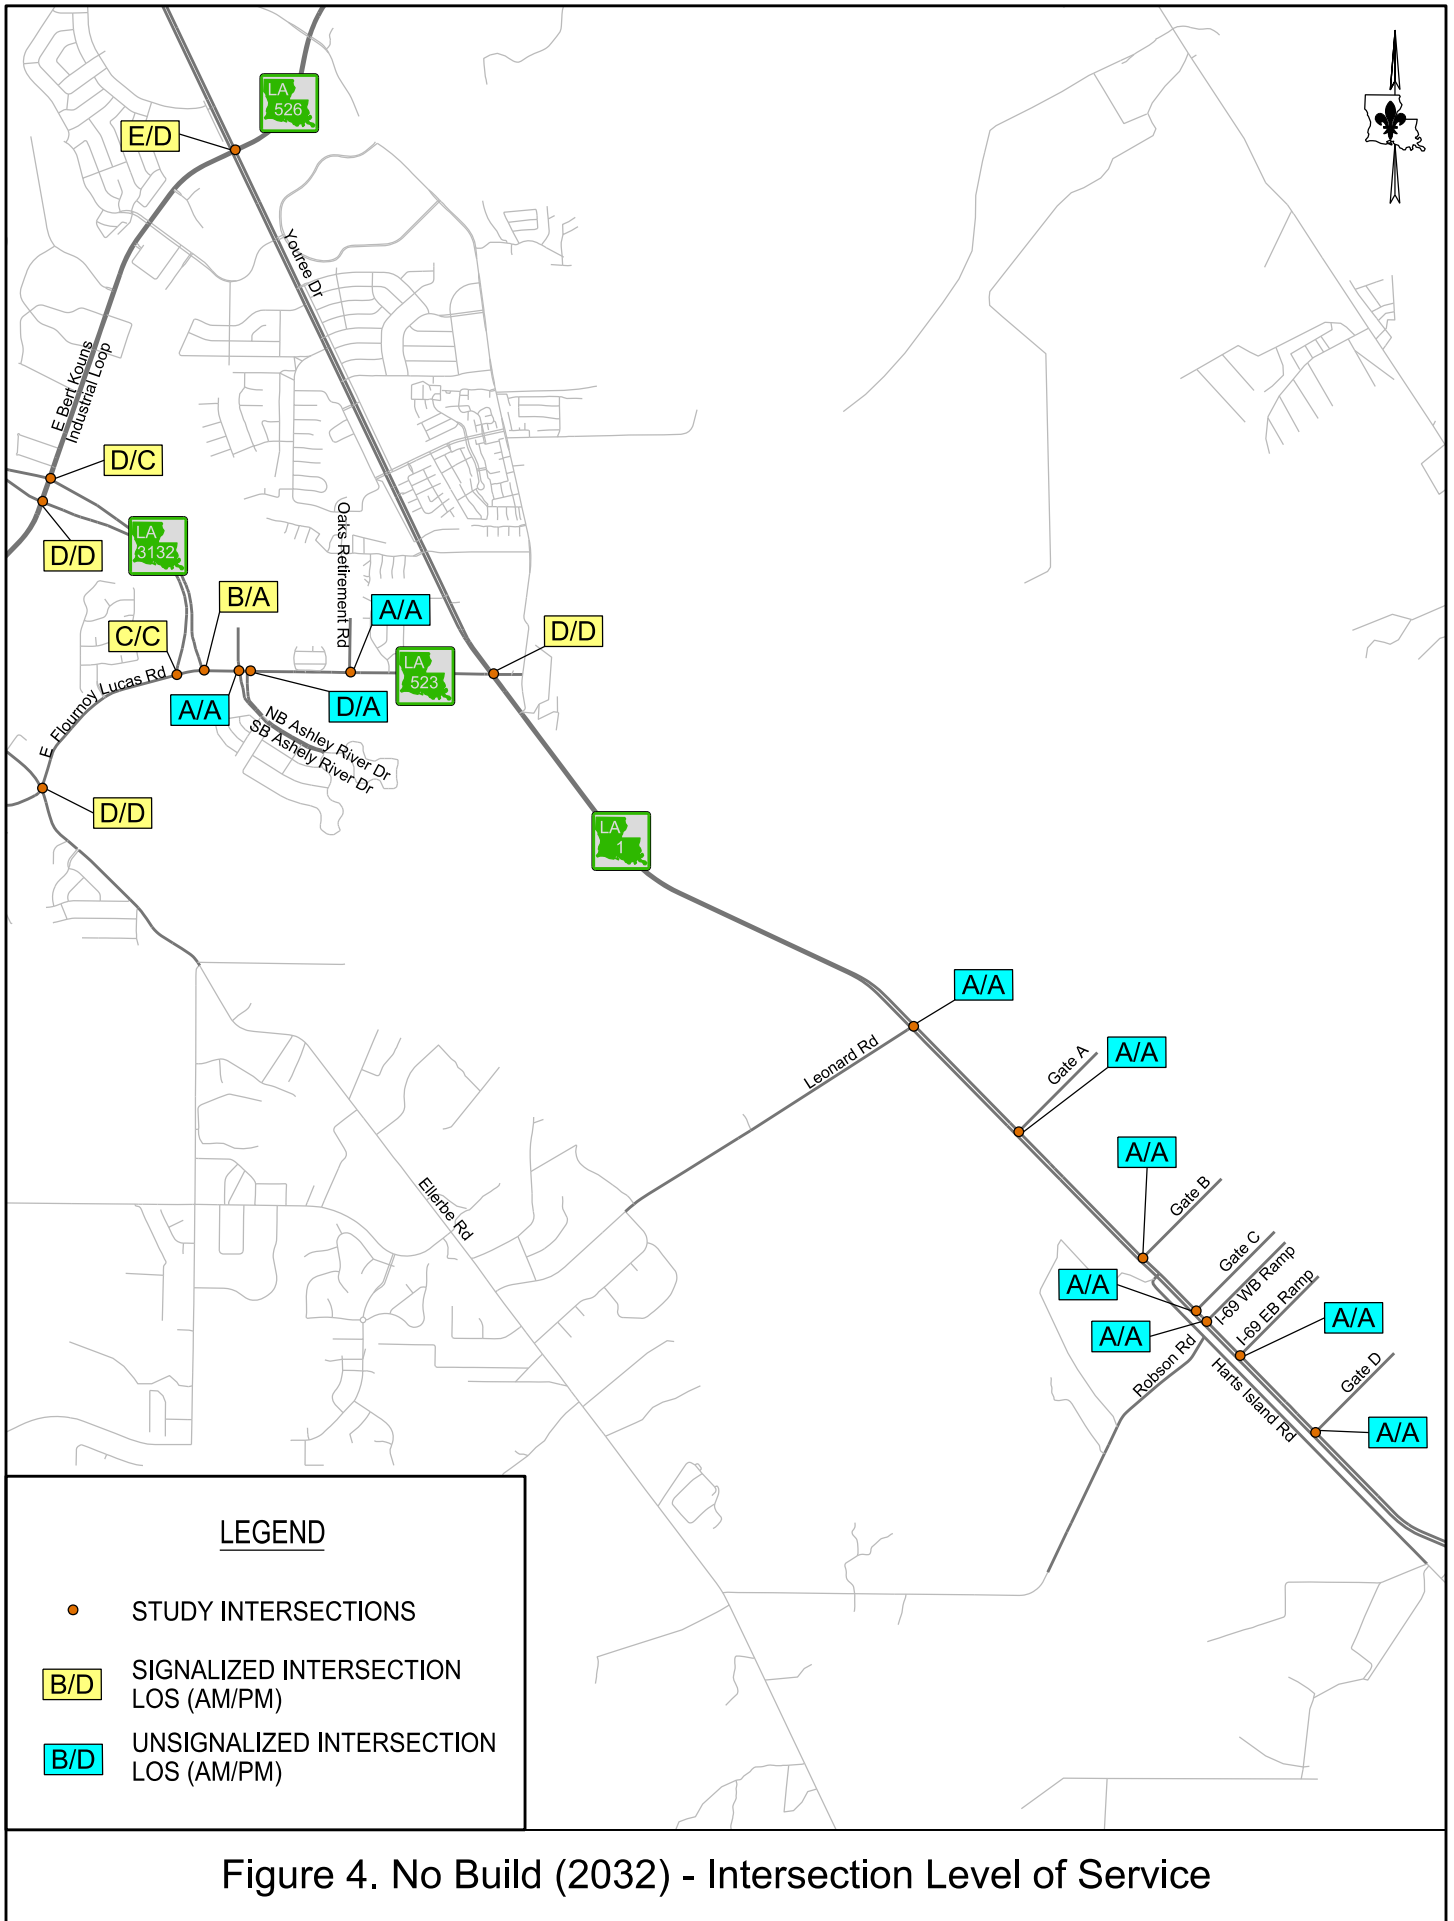 LA
526
E/D
Youree Dr
E Bert Kouns
Industrial Loop
D/C
D/D
LA
3132
Oaks Retirement Rd
B/A
A/A
C/C
D/D
LA
523
E. Flournoy Lucas Rd
A/A
D/A
NB Ashley River Dr
SB Ashely River Dr
D/D
LA
1
A/A
Leonard Rd
Gate A
A/A
A/A
Gate B
Ellerbe Rd
Gate C
I-69 WB Ramp
I-69 EB Ramp
A/A
A/A
A/A
Robson Rd
Harts Island Rd
Gate D
A/A
LEGEND
STUDY INTERSECTIONS
B/D
SIGNALIZED INTERSECTION
LOS (AM/PM)
B/D
UNSIGNALIZED INTERSECTION
LOS (AM/PM)
Figure 4. No Build (2032) - Intersection Level of Service